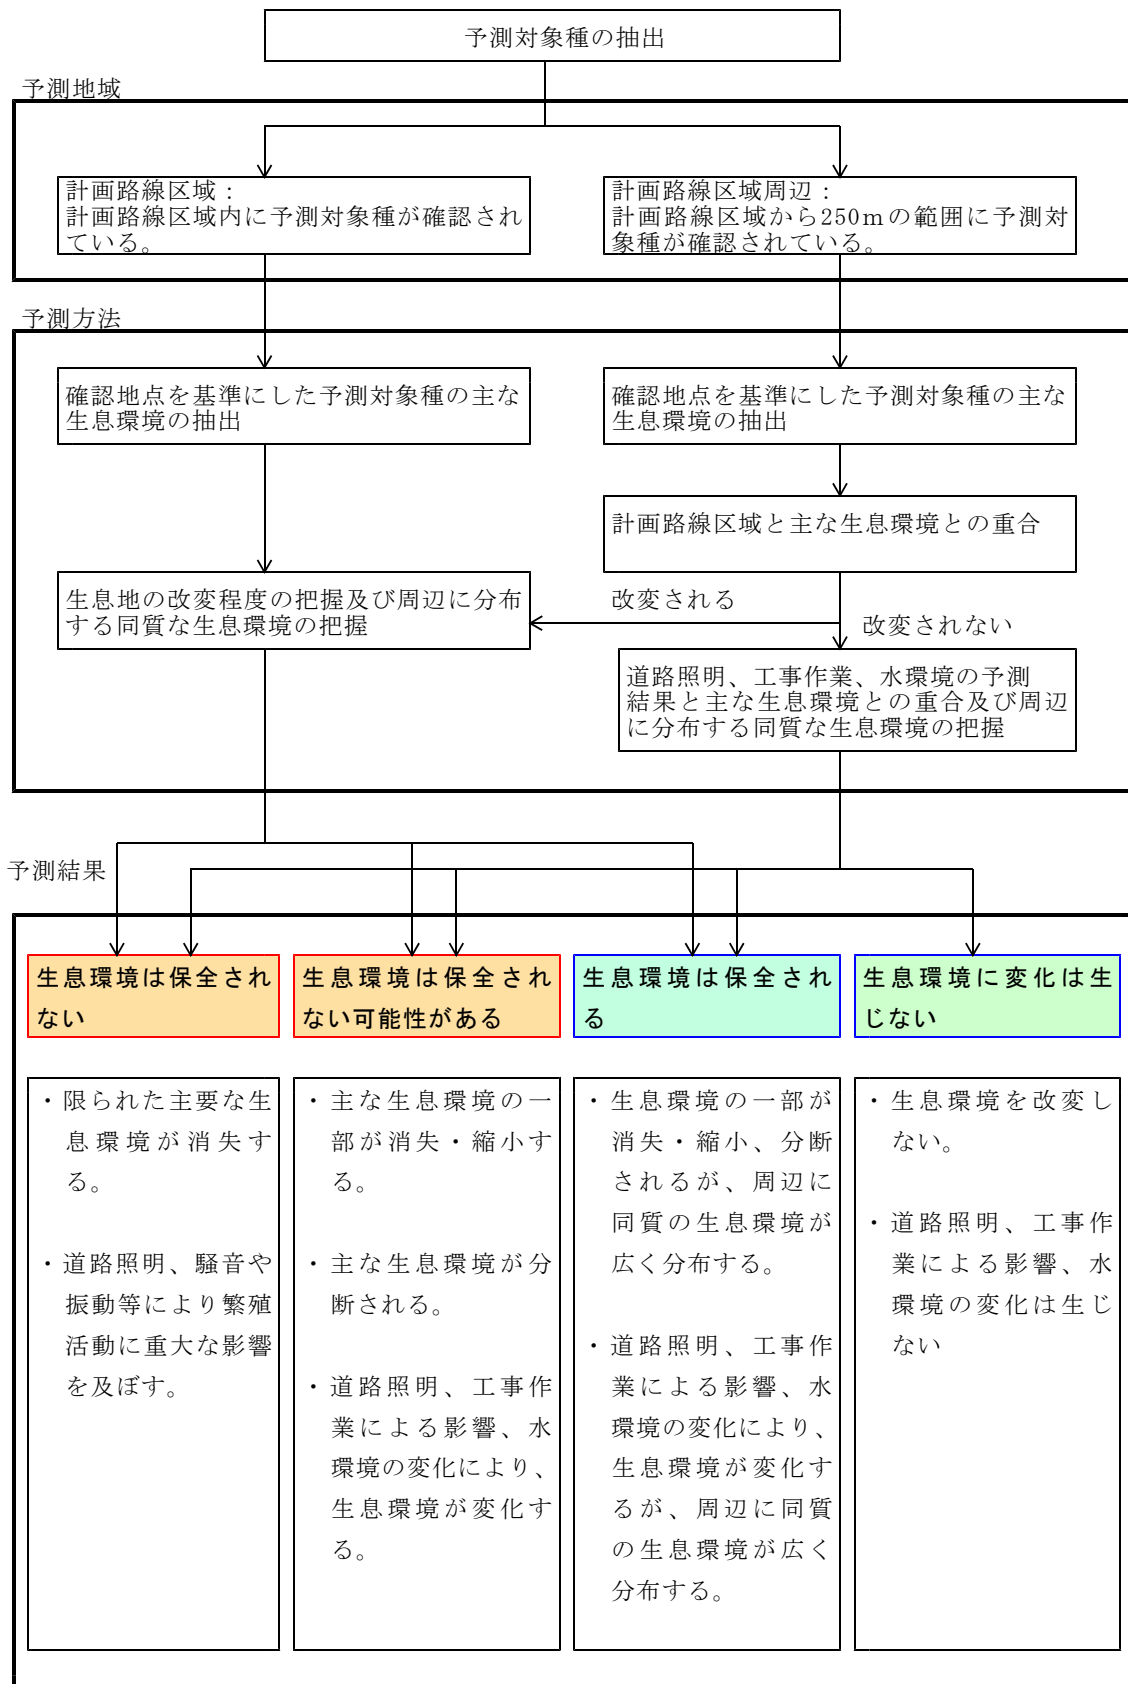 予測対象種の抽出
予測地域
計画路線区域：
計画路線区域内に予測対象種が確認され
ている。
計画路線区域周辺：
計画路線区域から250ｍの範囲に予測対
象種が確認されている。
予測方法
確認地点を基準にした予測対象種の主な
生息環境の抽出
確認地点を基準にした予測対象種の主な
生息環境の抽出
計画路線区域と主な生息環境との重合
生息地の改変程度の把握及び周辺に分布
する同質な生息環境の把握
改変される
改変されない
道路照明、工事作業、水環境の予測
結果と主な生息環境との重合及び周辺
に分布する同質な生息環境の把握
予測結果
生息環境は保全され
ない
生息環境は保全され
ない可能性がある
生息環境は保全され
る
生息環境に変化は生
じない
・限られた主要な生
息環境が消失す
る。
・道路照明、騒音や
振動等により繁殖
活動に重大な影響
を及ぼす。
・主な生息環境の一
部が消失・縮小す
る。
・主な生息環境が分
断される。
・道路照明、工事作
業による影響、水
環境の変化により、
生息環境が変化す
る。
・生息環境の一部が
消失・縮小、分断
されるが、周辺に
同質の生息環境が
広く分布する。
・道路照明、工事作
業による影響、水
環境の変化により、
生息環境が変化す
るが、周辺に同質
の生息環境が広く
分布する。
・生息環境を改変し
ない。
・道路照明、工事作
業による影響、水
環境の変化は生じ
ない